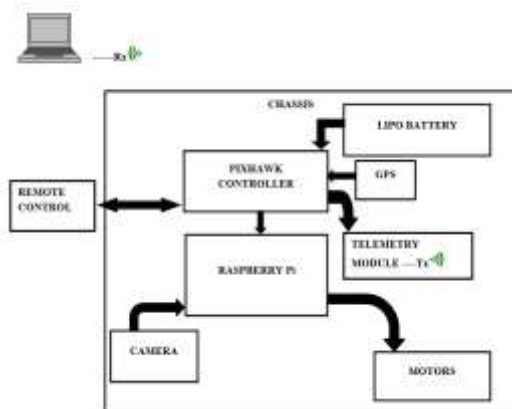 -----Rx
CHASSIS
LIPO BATTERY
PIXHAWK
CONTROLLER
GPS
REMOTE
CONTROL
TELEMETRY
MODULE ----Tx
RASPBERRY Pi
CAMERA
MOTORS